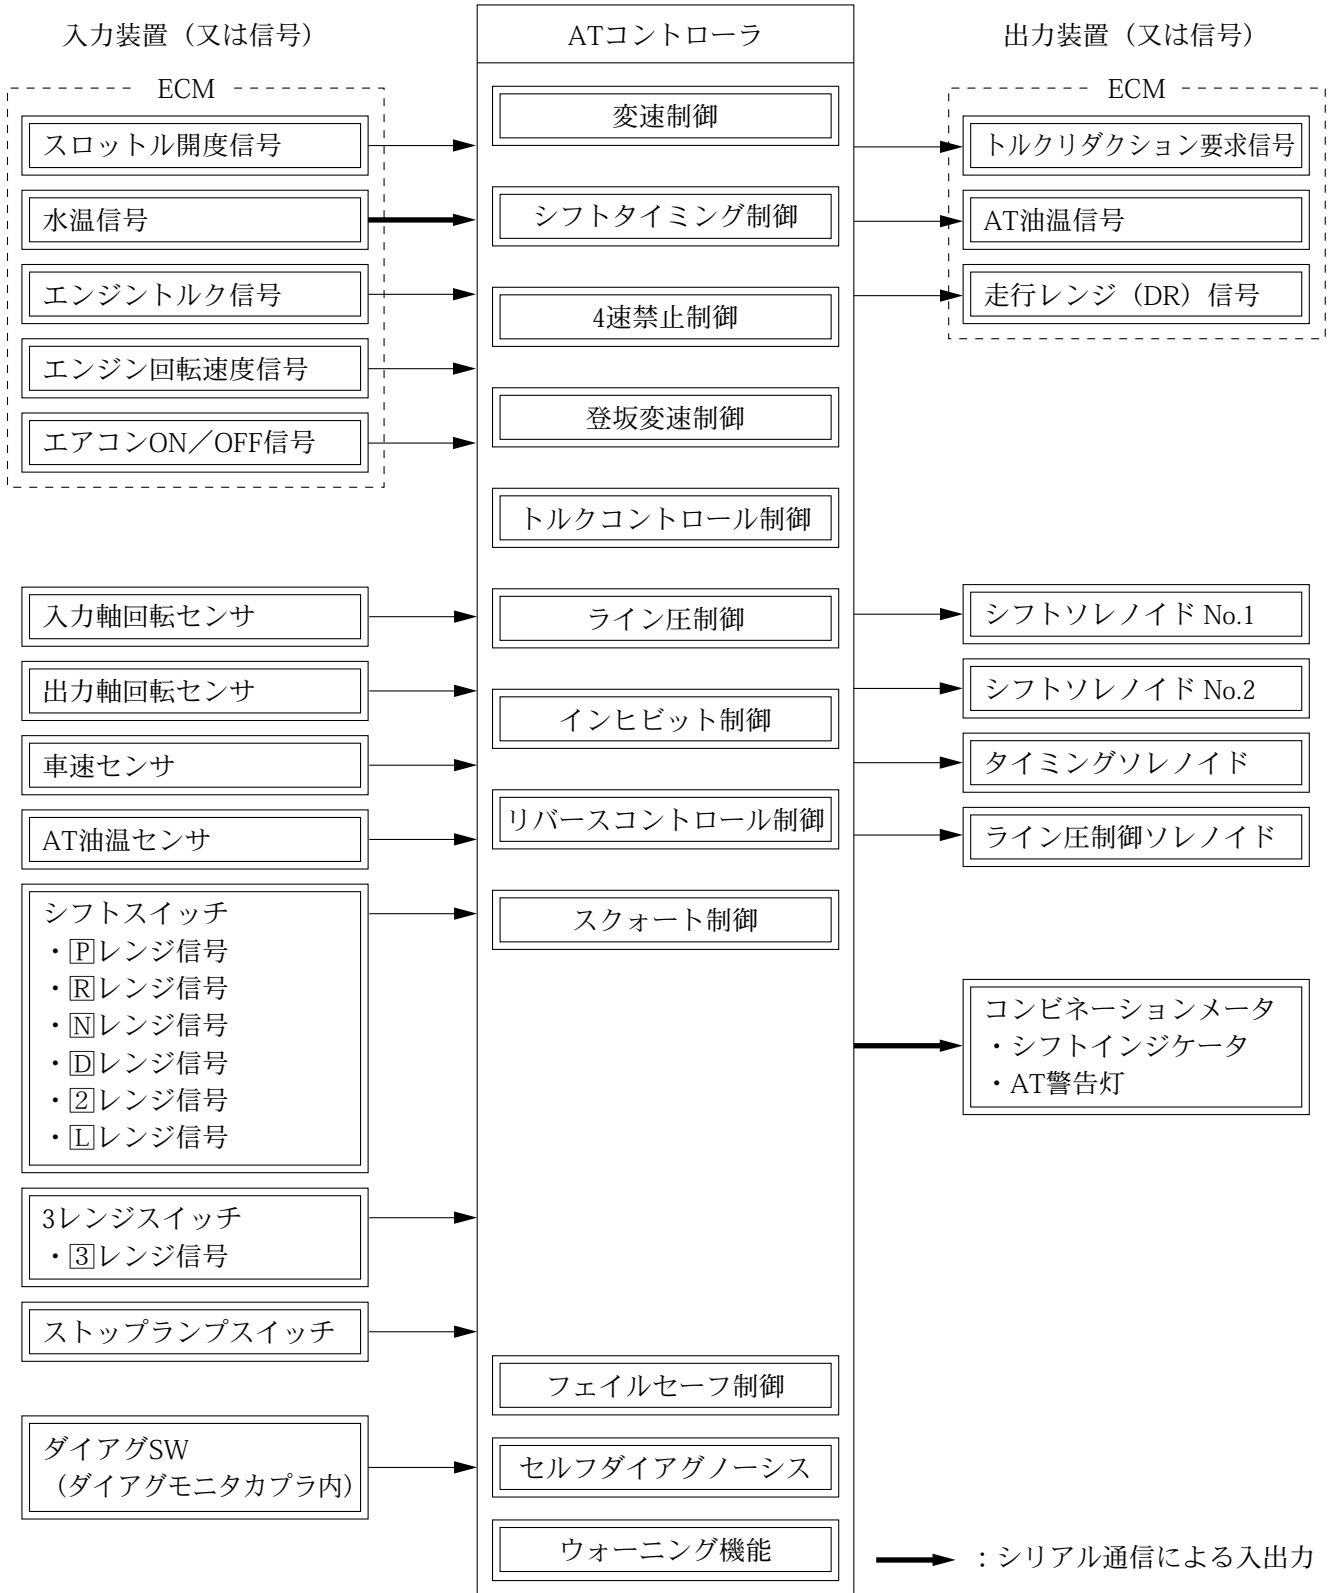 入力装置（又は信号）
ECM
スロットル開度信号
水温信号
エンジントルク信号
エンジン回転速度信号
エアコンON／OFF信号
入力軸回転センサ
出力軸回転センサ
車速センサ
AT油温センサ
シフトスイッチ
・Pレンジ信号
・Rレンジ信号
・Nレンジ信号
・Dレンジ信号
・2レンジ信号
・Lレンジ信号
3レンジスイッチ
・3レンジ信号
ストップランプスイッチ
ダイアグSW
（ダイアグモニタカプラ内）
ATコントローラ
変速制御
シフトタイミング制御
4速禁止制御
登坂変速制御
トルクコントロール制御
ライン圧制御
インヒビット制御
リバースコントロール制御
スクォート制御
フェイルセーフ制御
セルフダイアグノーシス
ウォーニング機能
出力装置（又は信号）
ECM
トルクリダクション要求信号
AT油温信号
走行レンジ（DR）信号
シフトソレノイド No.1
シフトソレノイド No.2
タイミングソレノイド
ライン圧制御ソレノイド
コンビネーションメータ
・シフトインジケータ
・AT警告灯
：シリアル通信による入出力